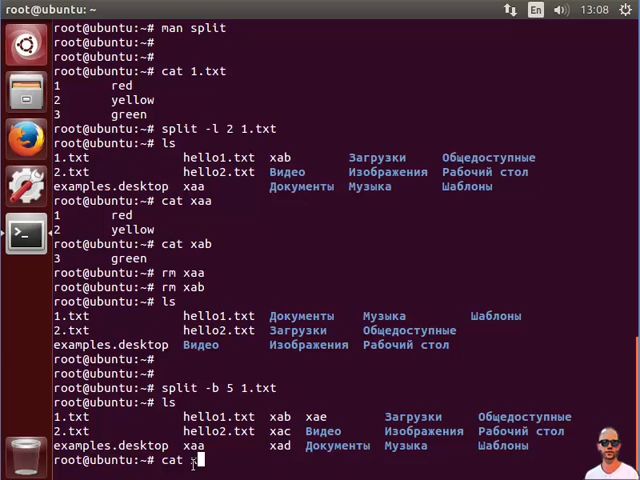 root@ubuntu: ~ En 13:08
root@ubuntu:~# man split
root@ubuntu:~#
root@ubuntu:~#
root@ubuntu:~# cat 1.txt
1 red
2 yellow
3 green
root@ubuntu:~# split -l 2 1.txt
root@ubuntu:~# ls
1.txt hello1.txt xab Загрузки Общедоступные
2.txt hello2.txt Видео Изображения Рабочий стол
examples.desktop xaa Документы Музыка Шаблоны
root@ubuntu:~# cat xaa
1 red
2 yellow
root@ubuntu:~# cat xab
3 green
root@ubuntu:~# rm xaa
root@ubuntu:~# rm xab
root@ubuntu:~# ls
1.txt hello1.txt Документы Музыка Шаблоны
2.txt hello2.txt Загрузки Общедоступные
examples.desktop Видео Изображения Рабочий стол
root@ubuntu:~#
root@ubuntu:~#
root@ubuntu:~# split -b 5 1.txt
root@ubuntu:~# ls
1.txt hello1.txt xab xae Загрузки Общедоступные
2.txt hello2.txt xac Видео Изображения Рабочий стол
examples.desktop xaa xad Документы Музыка Шаблоны
root@ubuntu:~# cat